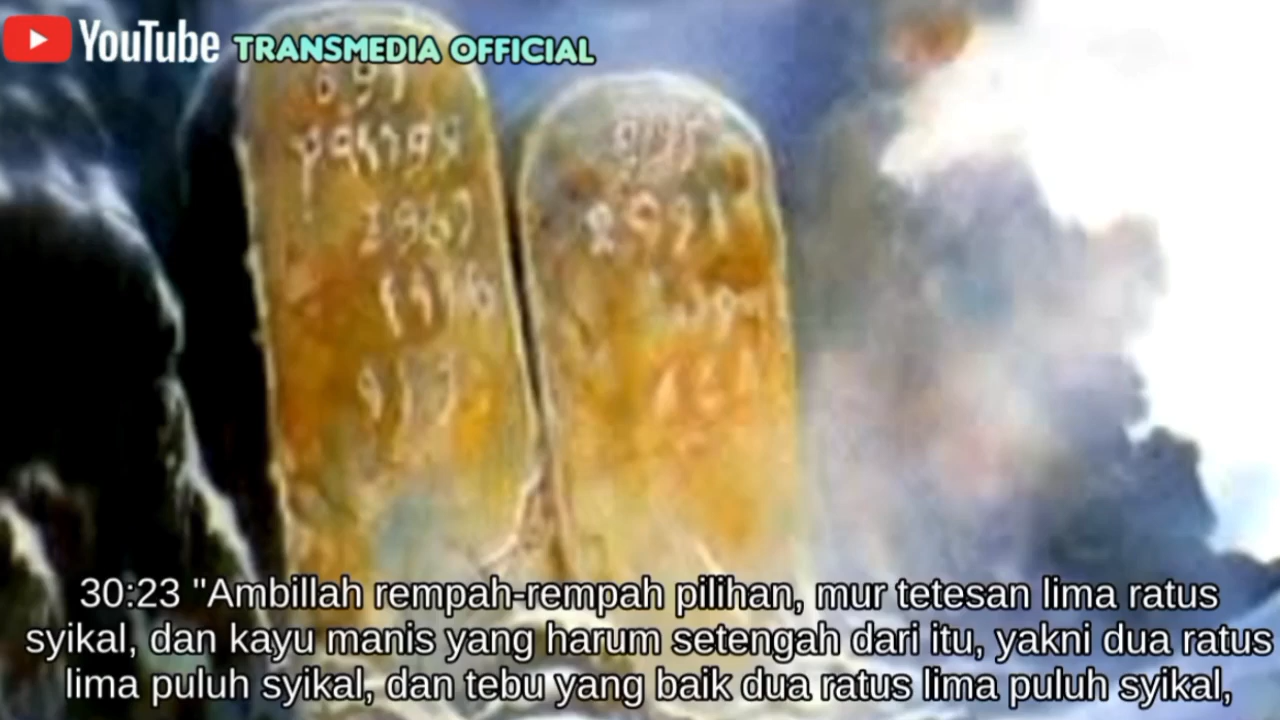 YouTube TRANSMEDIA OFFICIAL
30:23 "Ambillah rempah-rempah pilihan, mur tetesan lima ratus
syikal, dan kayu manis yang harum setengah dari itu, yakni dua ratus
lima puluh syikal, dan tebu yang baik dua ratus lima puluh syikal,